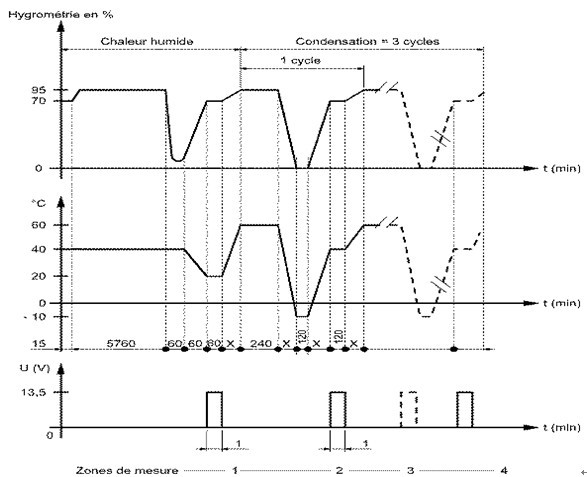 Hygrométrie en %
Chaleur humide
Condensation = 3 cycles
1 cycle
95
70
0
t (min)
°C
60
40
20
0
- 10
t (min)
15 5760 60 60 80 X 240 X 120 X 120 X
U (V)
13,5
0
t (min)
1 1
Zones de mesure 1 2 3 4